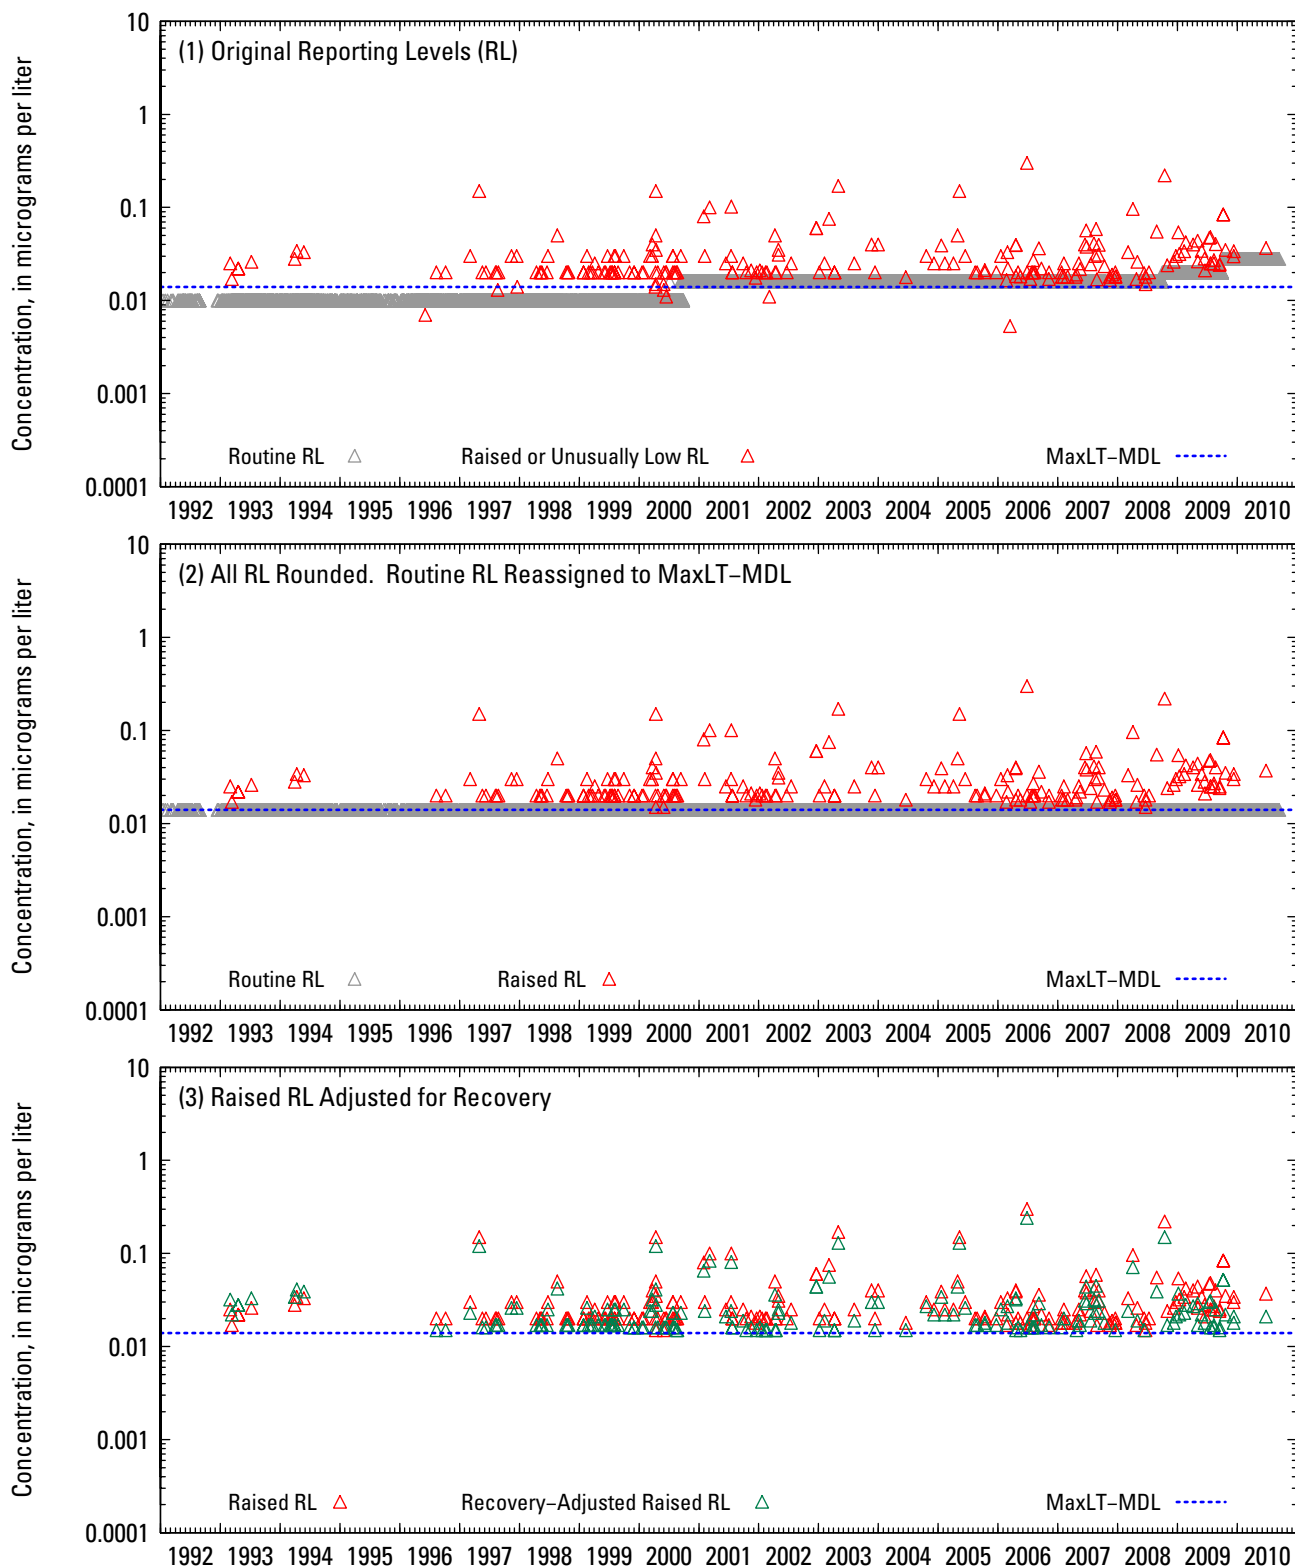 10
(1) Original Reporting Levels (RL)
1
0.1
0.01
0.001
0.0001
Concentration, in micrograms per liter
Routine RL Raised or Unusually Low RL MaxLT–MDL
1992 1993 1994 1995 1996 1997 1998 1999 2000 2001 2002 2003 2004 2005 2006 2007 2008 2009 2010
10
(2) All RL Rounded. Routine RL Reassigned to MaxLT–MDL
1
0.1
0.01
0.001
0.0001
Concentration, in micrograms per liter
Routine RL Raised RL MaxLT–MDL
1992 1993 1994 1995 1996 1997 1998 1999 2000 2001 2002 2003 2004 2005 2006 2007 2008 2009 2010
10
(3) Raised RL Adjusted for Recovery
1
0.1
0.01
0.001
0.0001
Concentration, in micrograms per liter
Raised RL Recovery–Adjusted Raised RL MaxLT–MDL
1992 1993 1994 1995 1996 1997 1998 1999 2000 2001 2002 2003 2004 2005 2006 2007 2008 2009 2010